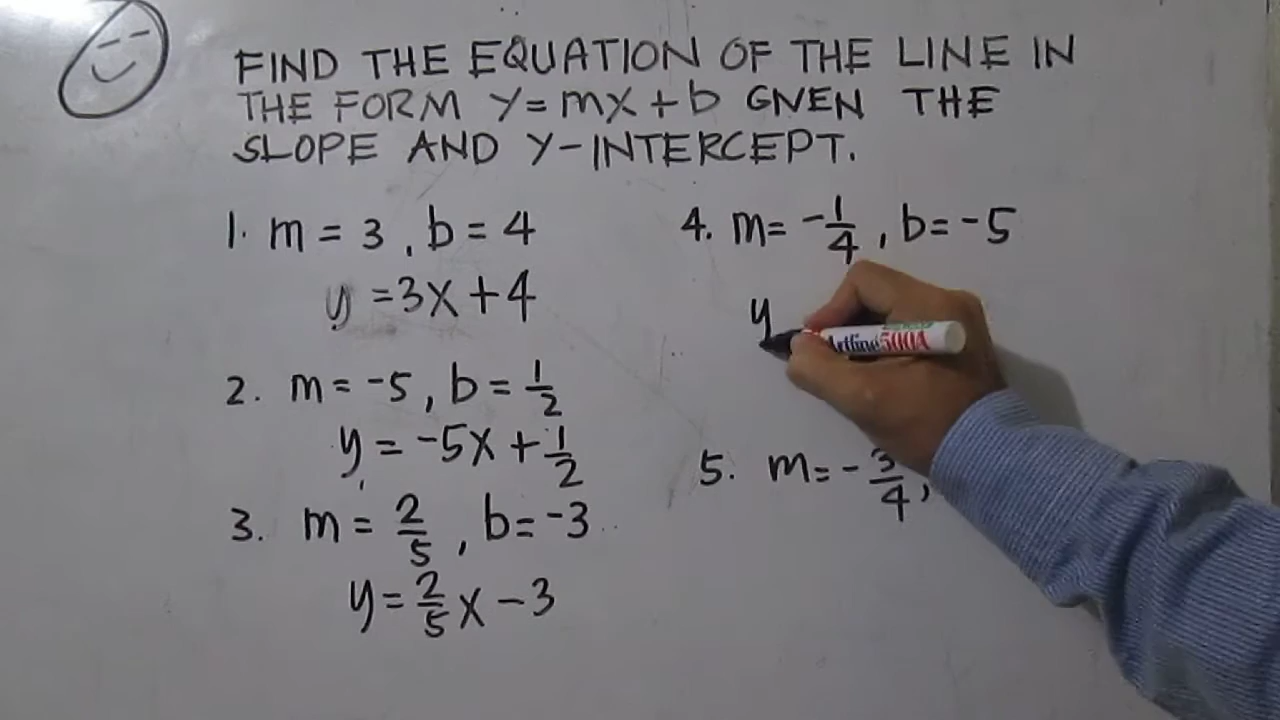 FIND THE EQUATION OF THE LINE IN
THE FORM y=mx+b GIVEN THE
SLOPE AND Y-INTERCEPT.
1. m = 3, b = 4
y = 3x + 4
2. m = -5, b = 1/2
y = -5x + 1/2
3. m = 2/5, b = -3
y = 2/5 x - 3
4. m = -1/4, b = -5
y
Artline 500A
5. m = -3/4,